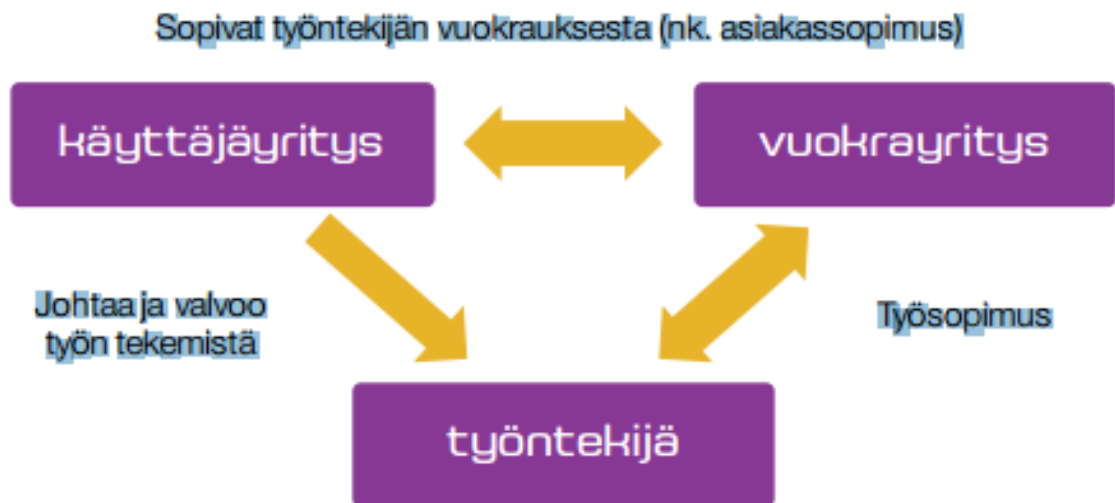 Sopivat työntekijän vuokrauksesta (nk. asiakassopimus)
käyttäjäyritys
vuokrayritys
Johtaa ja valvoo
työn tekemistä
Työsopimus
työntekijä